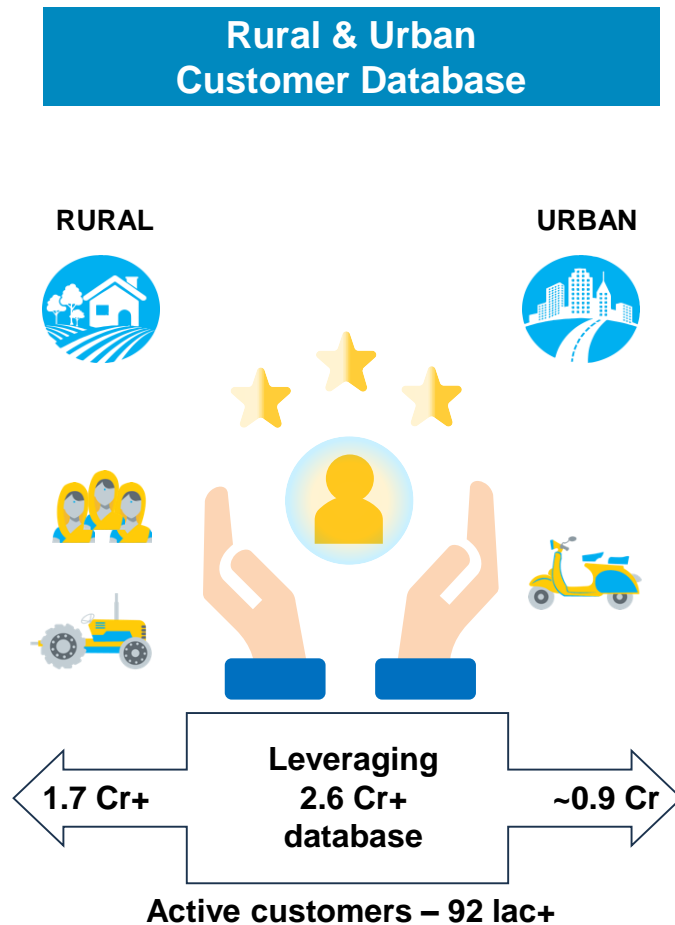 Rural & Urban
Customer Database
RURAL
URBAN
Leveraging
1.7 Cr+
2.6 Cr+
~0.9 Cr
database
Active customers – 92 lac+